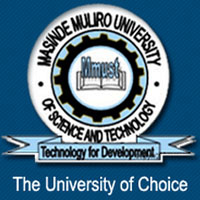 MASINDE MULIRO UNIVERSITY
Mmust
OF SCIENCE AND TECHNOLOGY
Technology for Development
The University of Choice